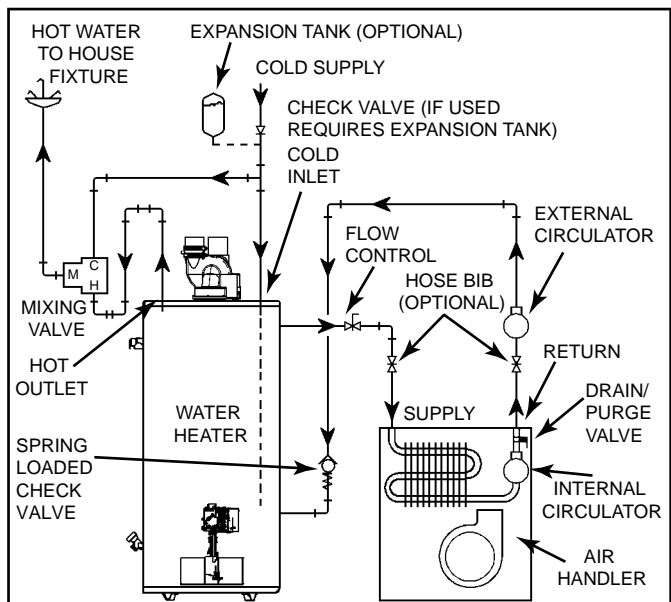 HOT WATER
TO HOUSE
FIXTURE
EXPANSION TANK (OPTIONAL)
COLD SUPPLY
CHECK VALVE (IF USED
REQUIRES EXPANSION TANK)
COLD
INLET
FLOW
CONTROL
EXTERNAL
CIRCULATOR
HOSE BIB
(OPTIONAL)
M
C
H
MIXING
VALVE
HOT
OUTLET
RETURN
DRAIN/
PURGE
VALVE
SUPPLY
WATER
HEATER
SPRING
LOADED
CHECK
VALVE
INTERNAL
CIRCULATOR
AIR
HANDLER